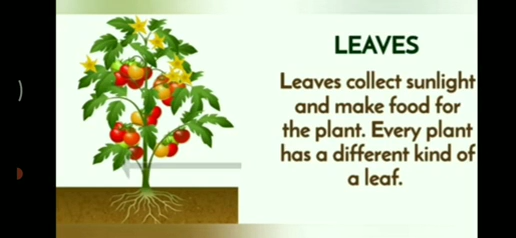 LEAVES
Leaves collect sunlight
and make food for
the plant. Every plant
has a different kind of
a leaf.